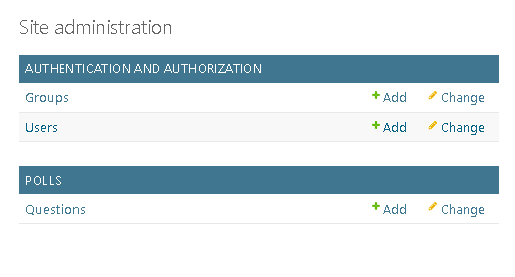 Site administration
AUTHENTICATION AND AUTHORIZATION
Groups Add Change
Users Add Change
POLLS
Questions Add Change